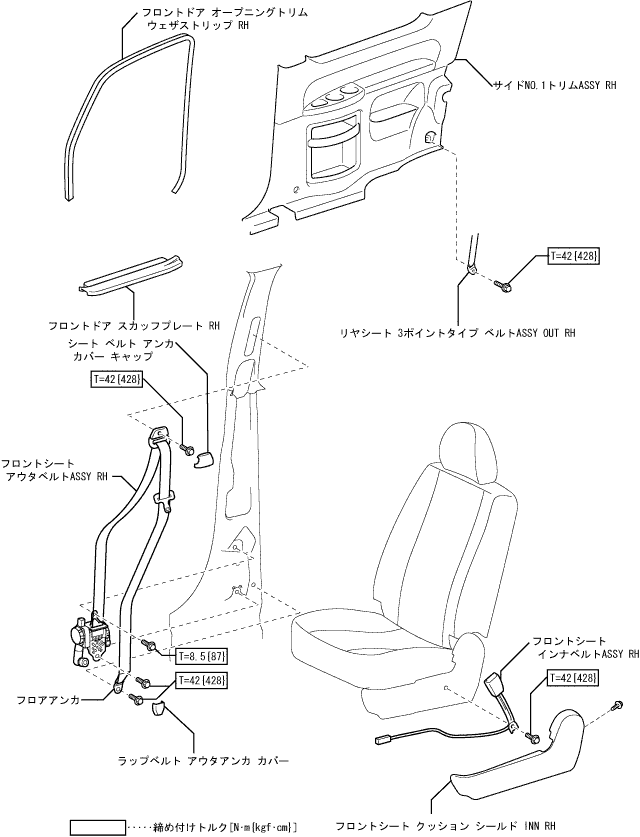 フロントドア オープニングトリム
ウェザストリップ RH
サイドNO.1トリムASSY RH
T=42{428}
リヤシート 3ポイントタイプ ベルトASSY OUT RH
フロントドア スカッフプレート RH
シート ベルト アンカ
カバー キャップ
T=42{428}
フロントシート
アウタベルトASSY RH
フロントシート
インナベルトASSY RH
T=8.5{87}
T=42{428}
T=42{428}
フロアアンカ
ラップベルト アウタアンカ カバー
フロントシート クッション シールド INN RH
・・・・・締め付けトルク[N・m{kgf・cm}]